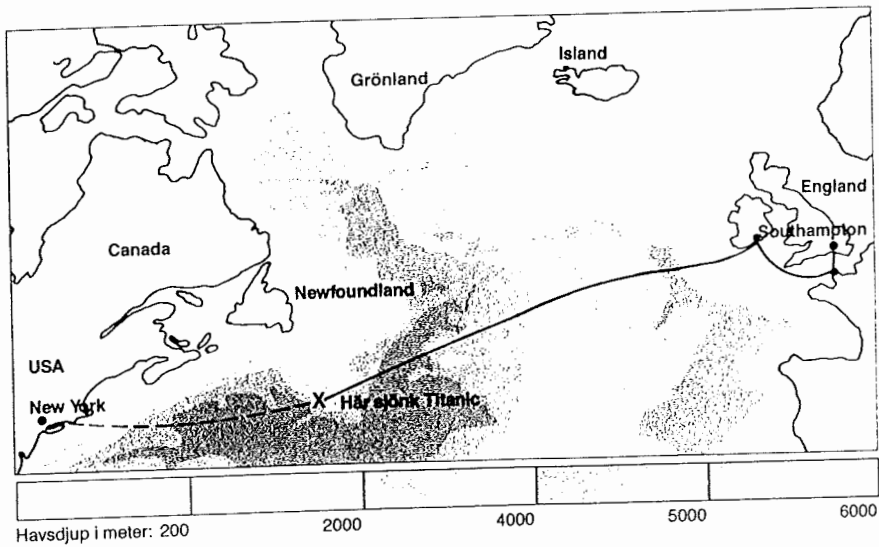 Island
Grönland
England
Southampton
Canada
Newfoundland
USA
New York
X Här sjönk Titanic
Havsdjup i meter: 200 2000 4000 5000 6000